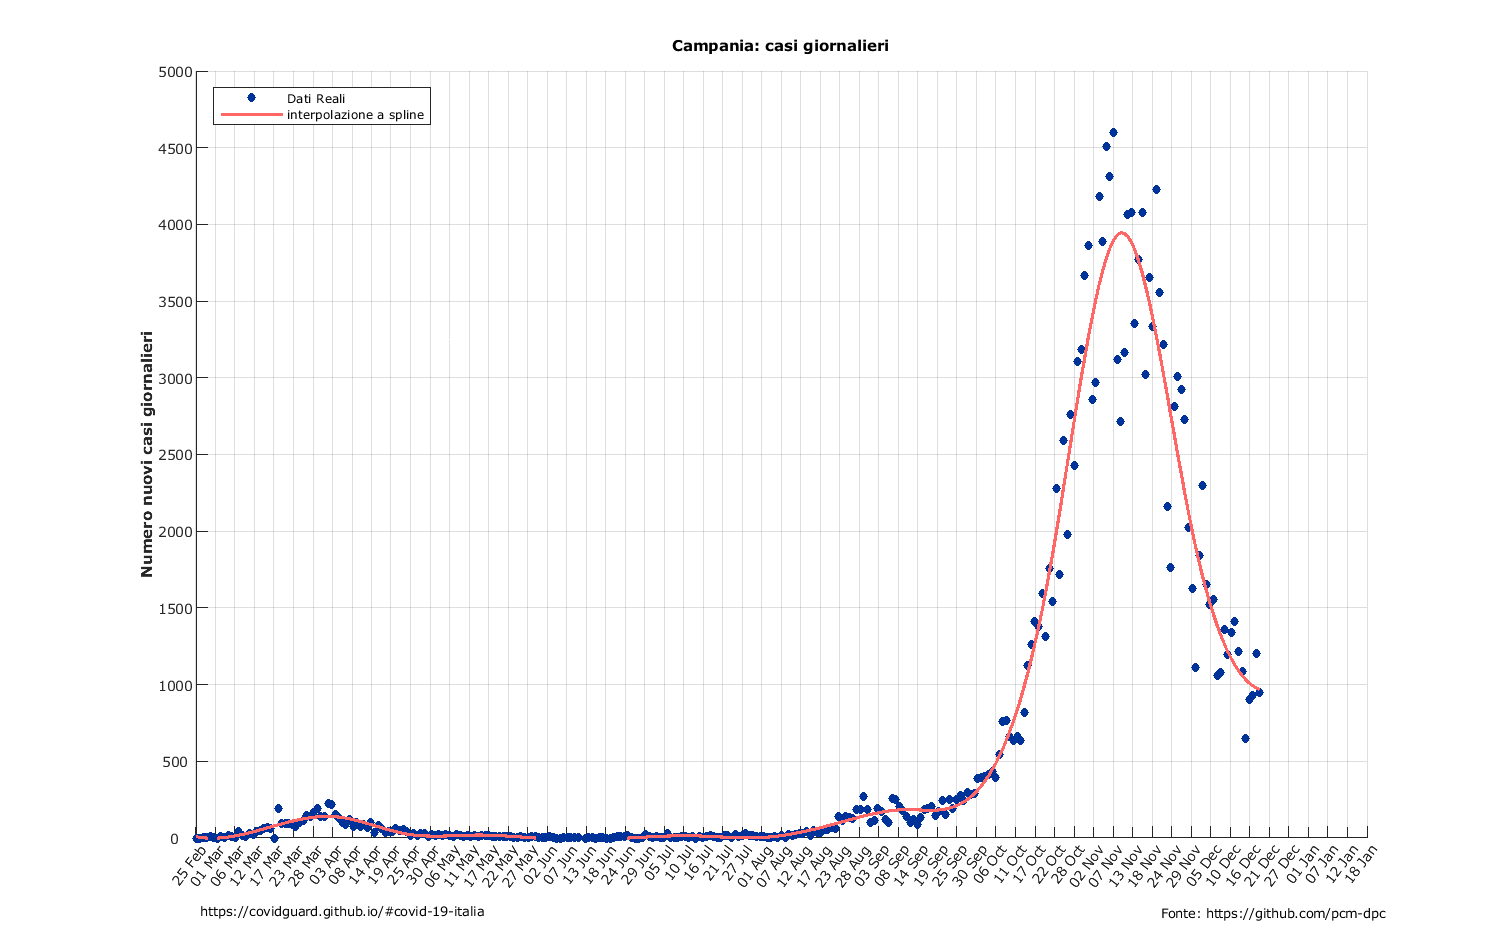 Campania: casi giornalieri
Dati Reali
interpolazione a spline
Numero nuovi casi giornalieri
5000
4500
4000
3500
3000
2500
2000
1500
1000
500
0
25 Feb
01 Mar
06 Mar
12 Mar
17 Mar
23 Mar
28 Mar
03 Apr
08 Apr
14 Apr
19 Apr
25 Apr
30 Apr
06 May
11 May
17 May
22 May
27 May
02 Jun
07 Jun
13 Jun
18 Jun
24 Jun
29 Jun
05 Jul
10 Jul
16 Jul
21 Jul
27 Jul
01 Aug
07 Aug
12 Aug
17 Aug
23 Aug
28 Aug
03 Sep
08 Sep
14 Sep
19 Sep
25 Sep
30 Sep
06 Oct
11 Oct
17 Oct
22 Oct
28 Oct
02 Nov
07 Nov
13 Nov
18 Nov
24 Nov
29 Nov
05 Dec
10 Dec
16 Dec
21 Dec
27 Dec
01 Jan
07 Jan
12 Jan
18 Jan
https://covidguard.github.io/#covid-19-italia
Fonte: https://github.com/pcm-dpc